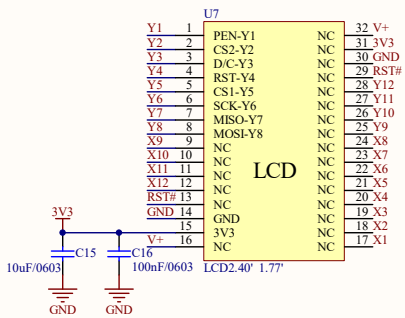 U7
Y1 1 PEN-Y1 NC 32 V+
Y2 2 CS2-Y2 NC 31 3V3
Y3 3 D/C-Y3 NC 30 GND
Y4 4 RST-Y4 NC 29 RST#
Y5 5 CS1-Y5 NC 28 Y12
Y6 6 SCK-Y6 NC 27 Y11
Y7 7 MISO-Y7 NC 26 Y10
Y8 8 MOSI-Y8 NC 25 Y9
X9 9 NC NC 24 X8
X10 10 NC NC 23 X7
X11 11 NC LCD NC 22 X6
X12 12 NC NC 21 X5
RST# 13 NC NC 20 X4
GND 14 GND NC 19 X3
3V3 15 3V3 NC 18 X2
V+ 16 NC NC 17 X1
C15 C16
10uF/0603 100nF/0603 LCD2.40' 1.77'
GND GND